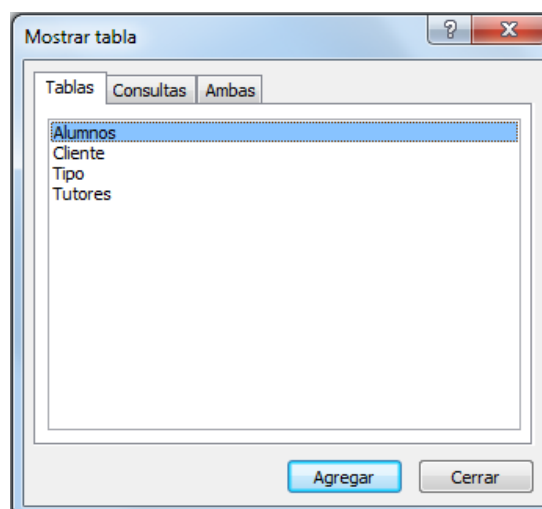 Mostrar tabla
?
Tablas Consultas Ambas
Alumnos
Cliente
Tipo
Tutores
Agregar Cerrar